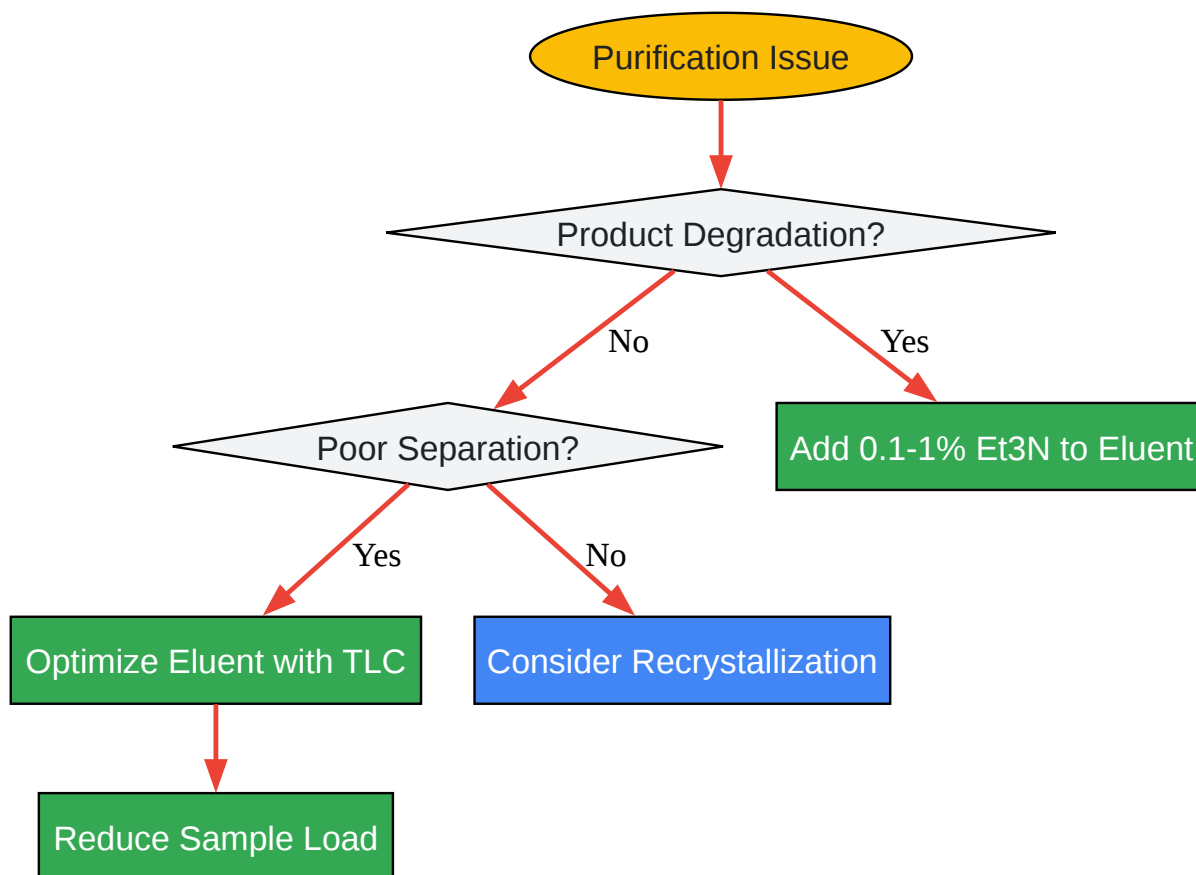 Purification Issue
Product Degradation?
No
Yes
Poor Separation?
Add 0.1-1% Et3N to Eluent
Yes
No
Optimize Eluent with TLC
Consider Recrystallization
Reduce Sample Load